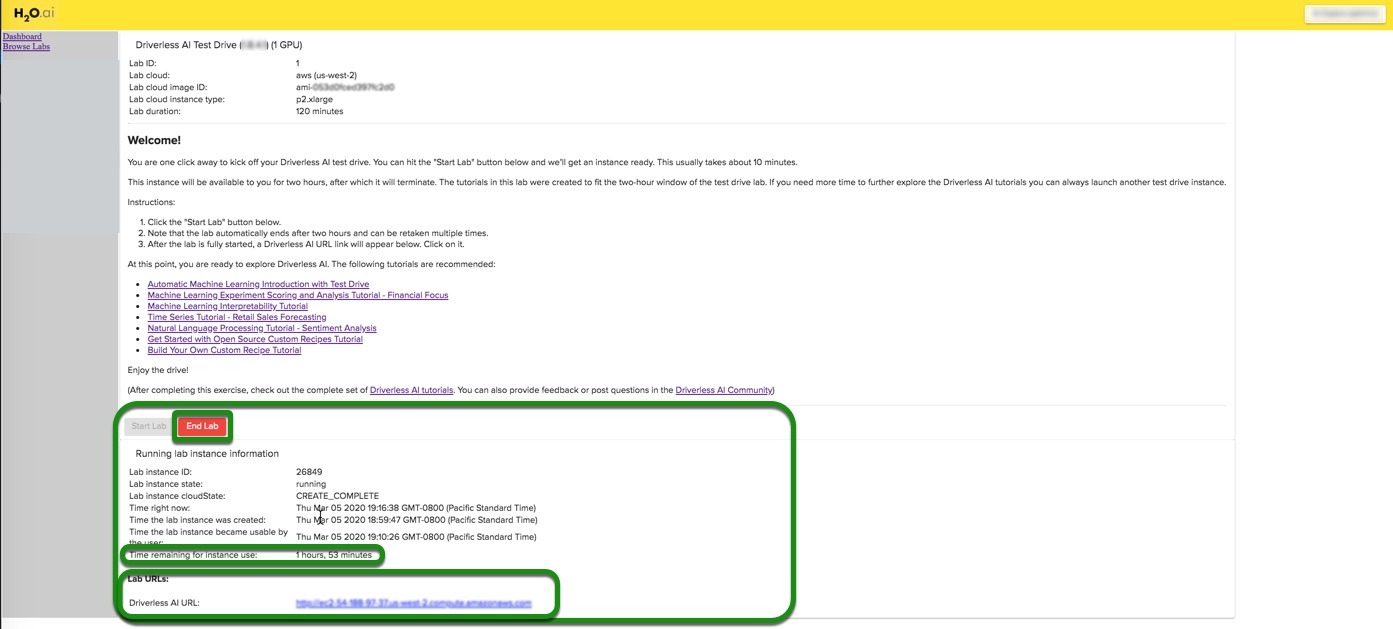 H2O.ai
Dashboard
Browse Labs
Driverless AI Test Drive ( ) (1 GPU)
Lab ID: 1
Lab cloud: aws (us-west-2)
Lab cloud image ID: ami-
Lab cloud instance type: p2.xlarge
Lab duration: 120 minutes
Welcome!
You are one click away to kick off your Driverless AI test drive. You can hit the "Start Lab" button below and we'll get an instance ready. This usually takes about 10 minutes.
This instance will be available to you for two hours, after which it will terminate. The tutorials in this lab were created to fit the two-hour window of the test drive lab. If you need more time to further explore the Driverless AI tutorials you can always launch another test drive instance.
Instructions:
1. Click the "Start Lab" button below.
2. Note that the lab automatically ends after two hours and can be retaken multiple times.
3. After the lab is fully started, a Driverless AI URL link will appear below. Click on it.
At this point, you are ready to explore Driverless AI. The following tutorials are recommended:
• Automatic Machine Learning Introduction with Test Drive
• Machine Learning Experiment Scoring and Analysis Tutorial - Financial Focus
• Machine Learning Interpretability Tutorial
• Time Series Tutorial - Retail Sales Forecasting
• Natural Language Processing Tutorial - Sentiment Analysis
• Get Started with Open Source Custom Recipes Tutorial
• Build Your Own Custom Recipe Tutorial
Enjoy the drive!
(After completing this exercise, check out the complete set of Driverless AI tutorials. You can also provide feedback or post questions in the Driverless AI Community)
Start Lab End Lab
Running lab instance information
Lab instance ID: 26849
Lab instance state: running
Lab instance cloudState: CREATE_COMPLETE
Time right now: Thu Mar 05 2020 19:16:38 GMT-0800 (Pacific Standard Time)
Time the lab instance was created: Thu Mar 05 2020 18:59:47 GMT-0800 (Pacific Standard Time)
Time the lab instance became usable by
the user: Thu Mar 05 2020 19:10:26 GMT-0800 (Pacific Standard Time)
Time remaining for instance use: 1 hours, 53 minutes
Lab URLs:
Driverless AI URL: